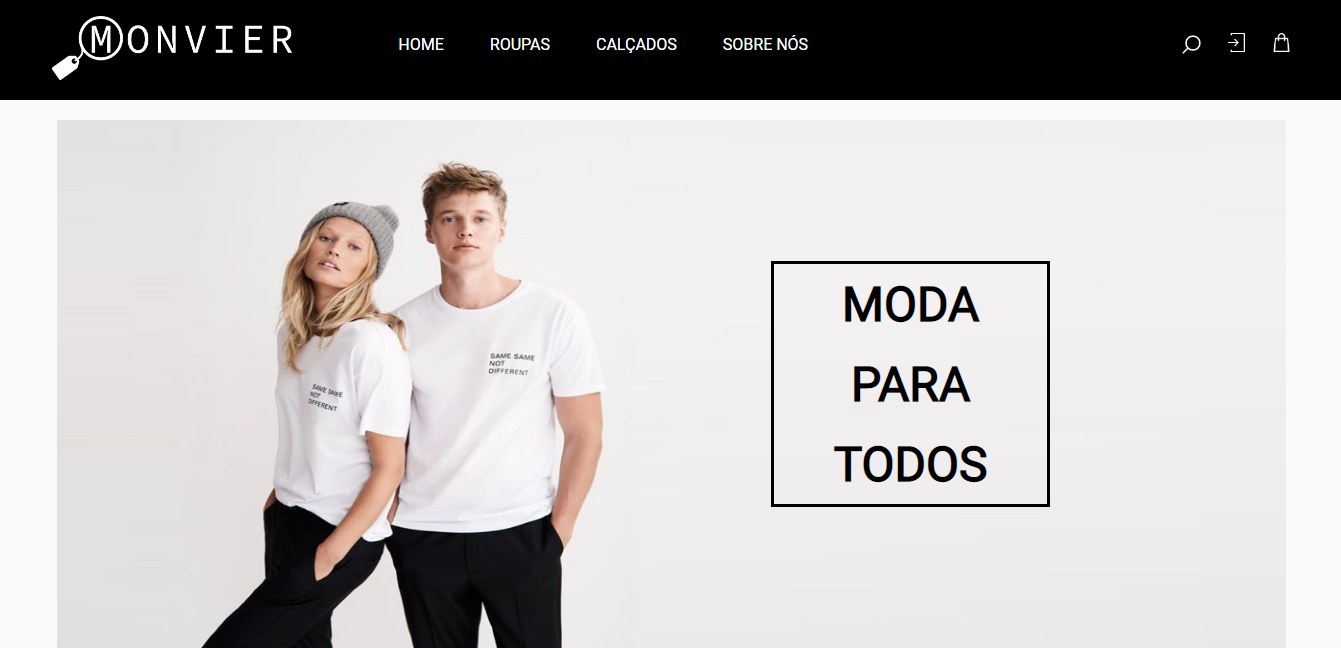 MONVIER
HOME
ROUPAS
CALÇADOS
SOBRE NÓS
SAME SAME
NOT
DIFFERENT
SAME SAME
NOT
DIFFERENT
MODA
PARA
TODOS